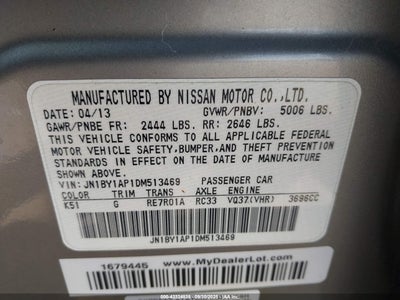 MANUFACTURED BY NISSAN MOTOR CO.,LTD.
DATE: 04/13 GVWR/PNBV: 5006 LBS.
GAWR/PNBE FR: 2444 LBS. RR: 2646 LBS.
THIS VEHICLE CONFORMS TO ALL APPLICABLE FEDERAL
MOTOR VEHICLE SAFETY, BUMPER, AND THEFT PREVENTION
STANDARDS IN EFFECT ON THE DATE OF MANUFACTURE
SHOWN ABOVE.
VIN: JN1BY1AP1DM513469 PASSENGER CAR
COLOR TRIM TRANS AXLE ENGINE
K51 G RE7R01A RC33 VQ37(VHR) 3696CC
JN1BY1AP1DM513469
1679445
www.MyDealerLot.com